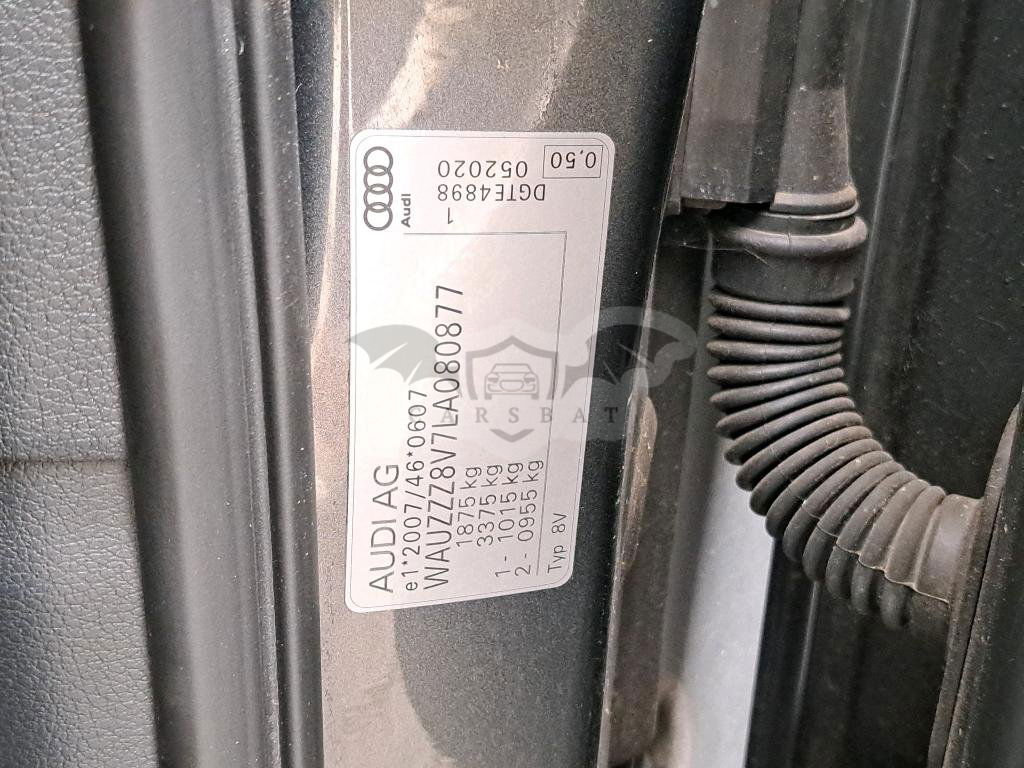 AUDI AG
e1*2007/46*0607
WAUZZZ8V7LA080877
1875 kg
3375 kg
1- 1015 kg
2- 0955 kg
Typ 8V
Audi
1
DGTE4898
052020
0.50
ARSBAT